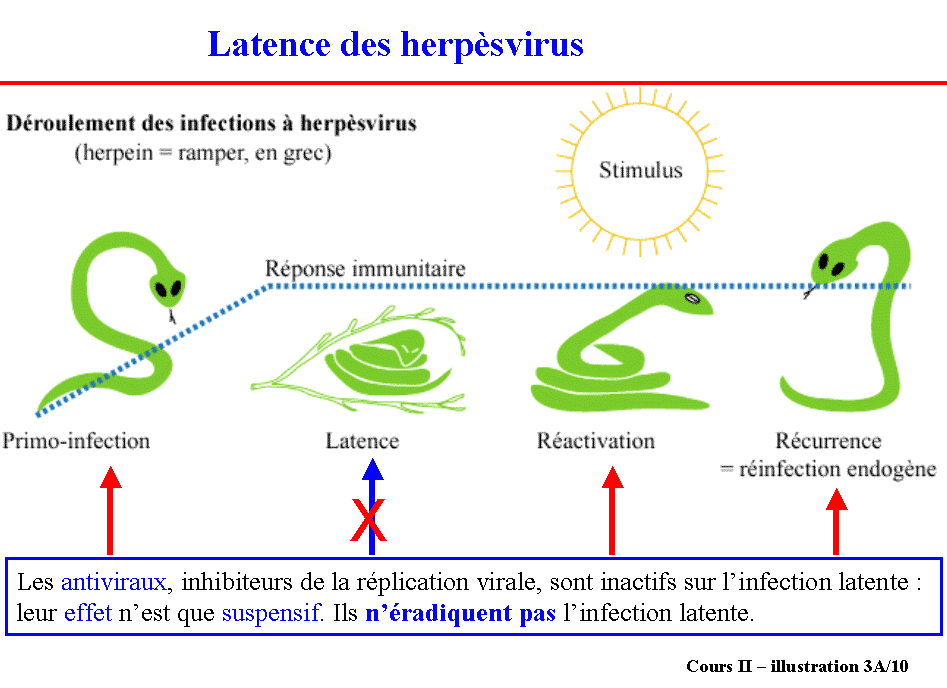 Latence des herpèsvirus
Déroulement des infections à herpèsvirus
(herpein = ramper, en grec)
Stimulus
Réponse immunitaire
Primo-infection
Latence
Réactivation
Récurrence
= réinfection endogène
X
Les antiviraux, inhibiteurs de la réplication virale, sont inactifs sur l’infection latente :
leur effet n’est que suspensif. Ils n’éradiquent pas l’infection latente.
Cours II – illustration 3A/10